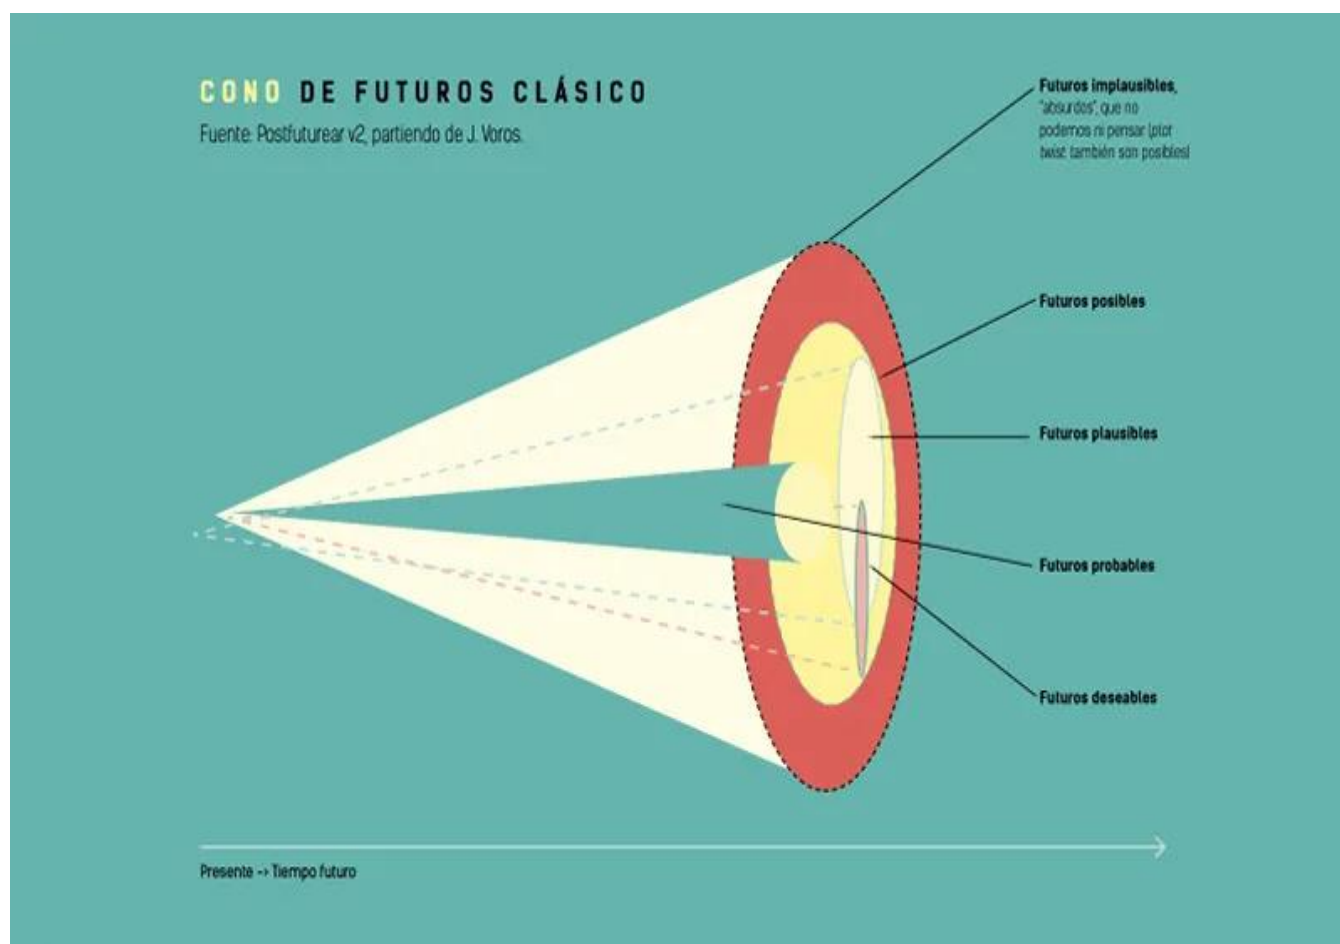 CONO DE FUTUROS CLÁSICO
Fuente: Postfuturear v2, partiendo de J. Voros.
Futuros implausibles,
"absurdos", que no
podemos ni pensar (plot
twist también son posibles)
Futuros posibles
Futuros plausibles
Futuros probables
Futuros deseables
Presente -> Tiempo futuro